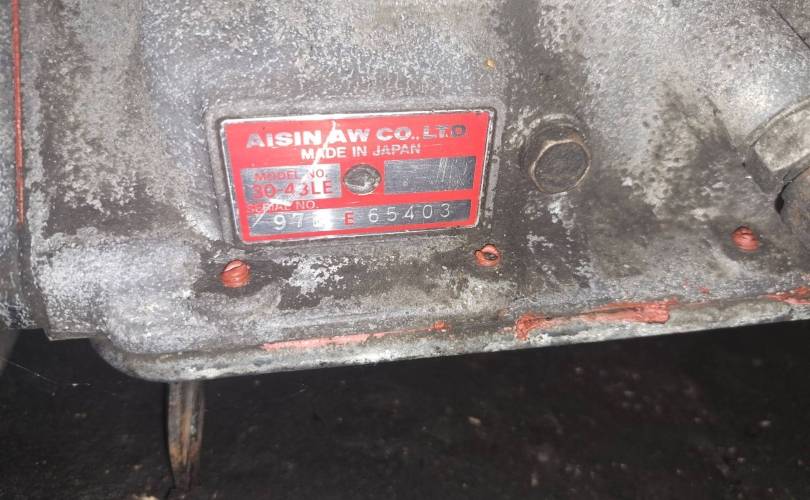 AISIN AW CO., LTD
MADE IN JAPAN
MODEL NO.
30-43LE
SERIAL NO.
E 65403